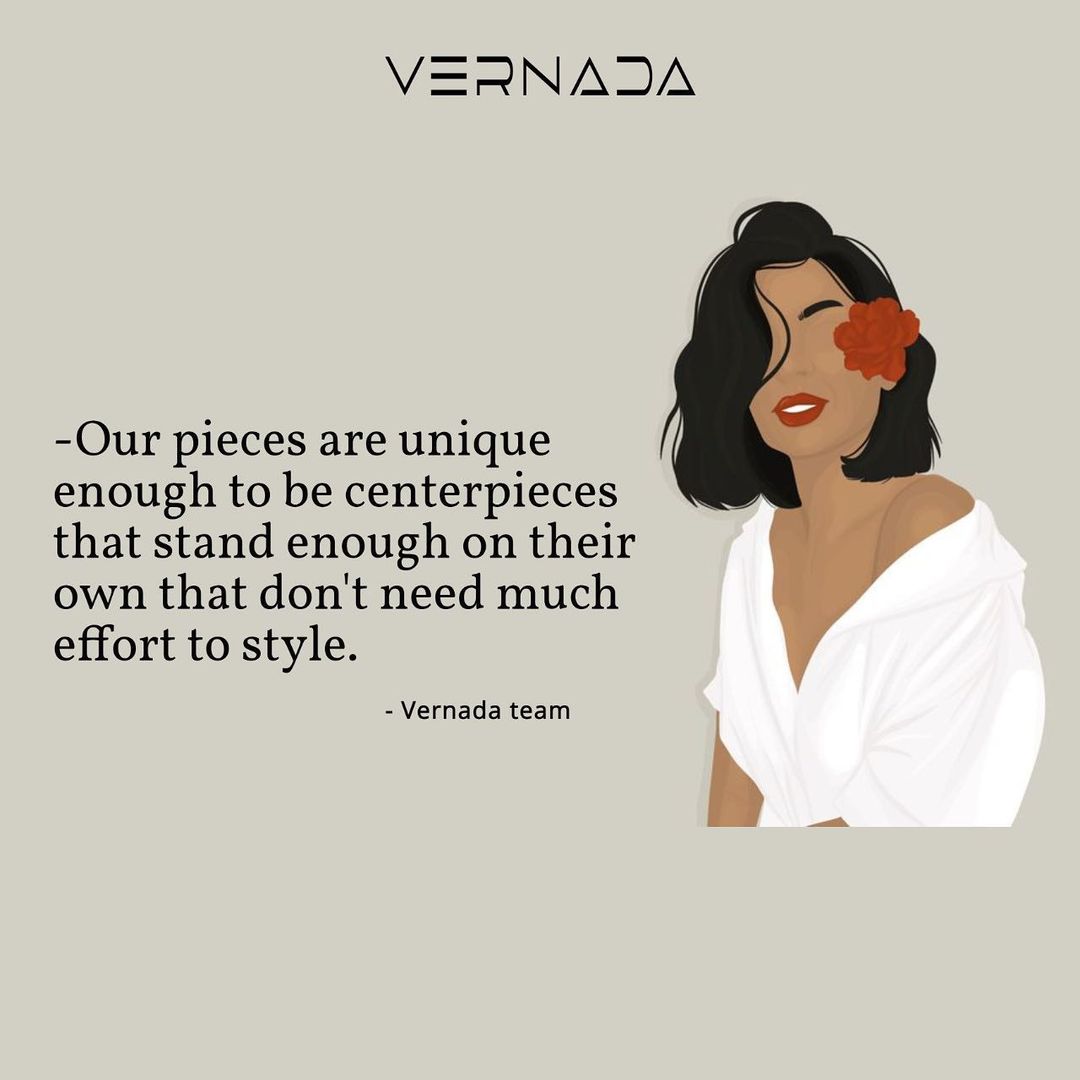 VERNADA
-Our pieces are unique
enough to be centerpieces
that stand enough on their
own that don't need much
effort to style.
- Vernada team